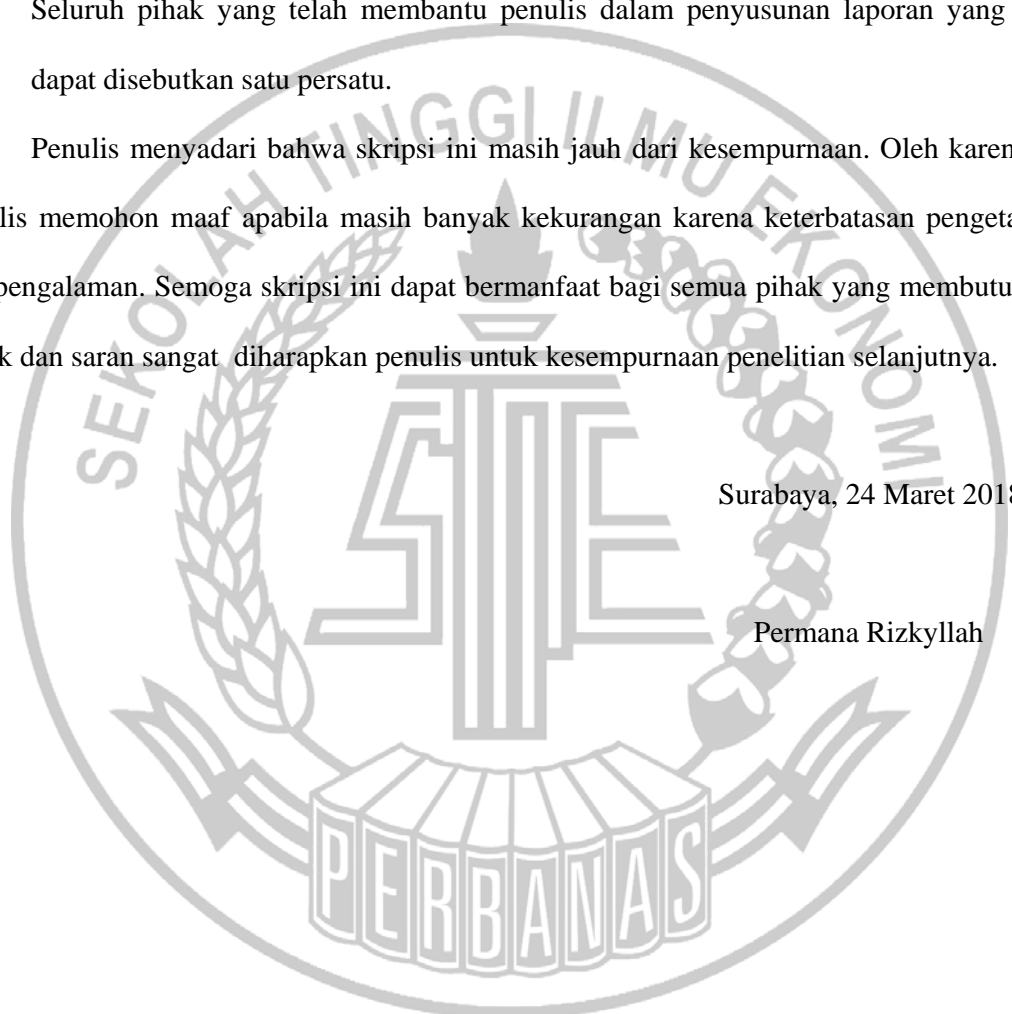 Seluruh pihak yang telah membantu penulis dalam penyusunan laporan yang
dapat disebutkan satu persatu.
Penulis menyadari bahwa skripsi ini masih jauh dari kesempurnaan. Oleh karen
lis memohon maaf apabila masih banyak kekurangan karena keterbatasan pengeta
pengalaman. Semoga skripsi ini dapat bermanfaat bagi semua pihak yang membutu
k dan saran sangat diharapkan penulis untuk kesempurnaan penelitian selanjutnya.
Surabaya, 24 Maret 2018
Permana Rizkyllah
SEKOLAH TINGGI ILMU EKONOMI
STIE
PERBANAS